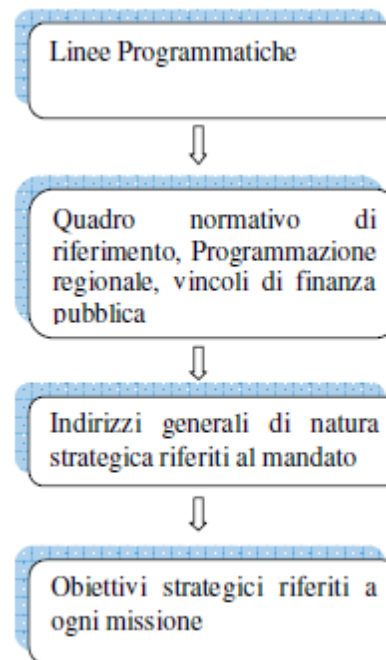 Linee Programmatiche
Quadro normativo di
riferimento, Programmazione
regionale, vincoli di finanza
pubblica
Indirizzi generali di natura
strategica riferiti al mandato
Obiettivi strategici riferiti a
ogni missione